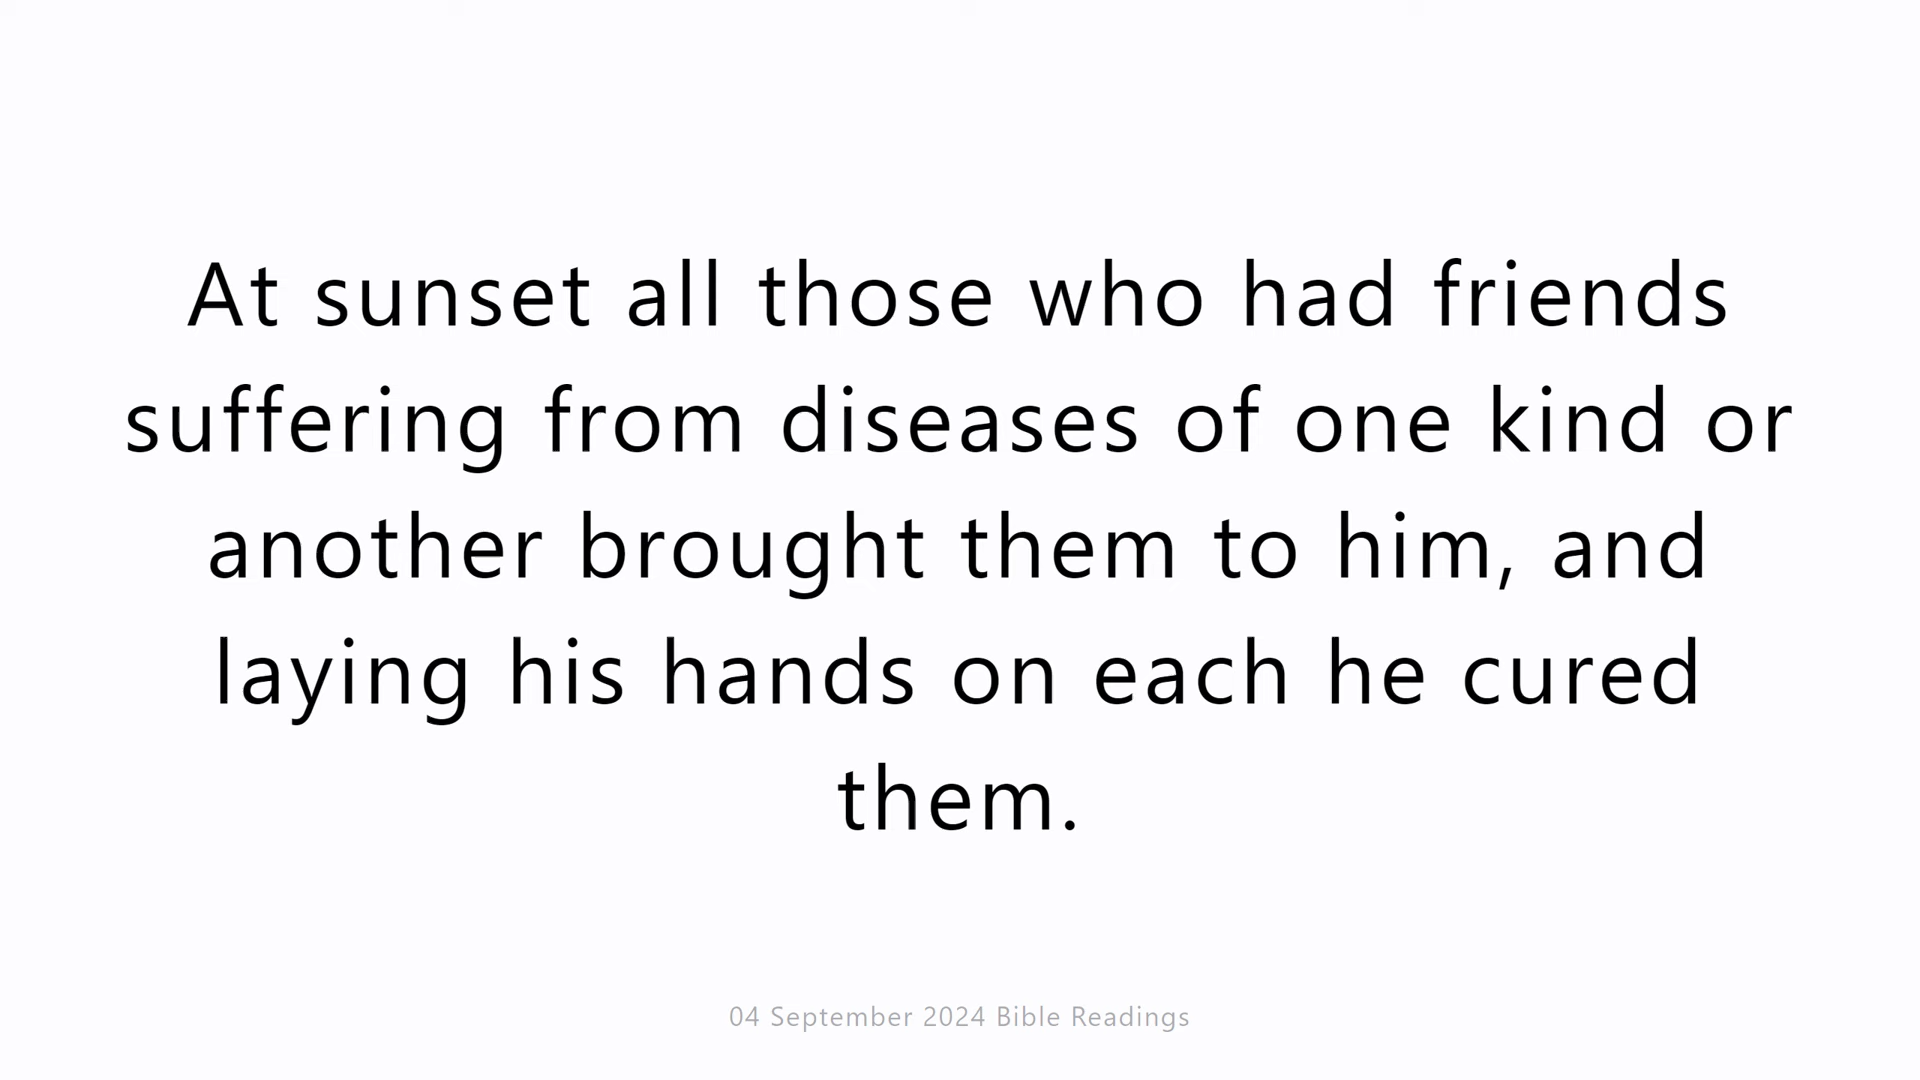 At sunset all those who had friends
suffering from diseases of one kind or
another brought them to him, and
laying his hands on each he cured
them.
04 September 2024 Bible Readings